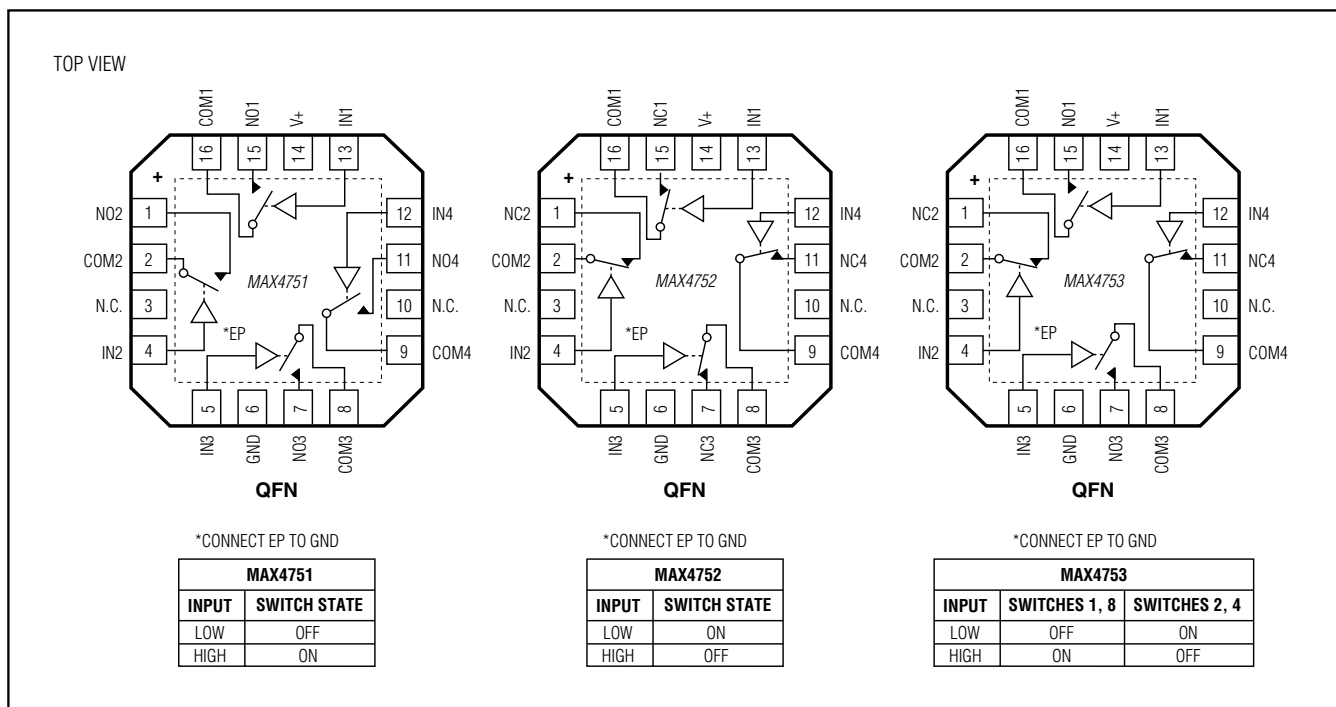 TOP VIEW
COM1 NO1 V+ IN1
16 15 14 13
+
NO2 1
COM2 2
N.C. 3
IN2 4
12 IN4
11 NO4
10 N.C.
9 COM4
MAX4751
*EP
5 6 7 8
IN3 GND NO3 COM3
QFN
*CONNECT EP TO GND
MAX4751
INPUT SWITCH STATE
LOW OFF
HIGH ON
COM1 NC1 V+ IN1
16 15 14 13
+
NC2 1
COM2 2
N.C. 3
IN2 4
12 IN4
11 NC4
10 N.C.
9 COM4
MAX4752
*EP
5 6 7 8
IN3 GND NC3 COM3
QFN
*CONNECT EP TO GND
MAX4752
INPUT SWITCH STATE
LOW ON
HIGH OFF
COM1 NO1 V+ IN1
16 15 14 13
+
NC2 1
COM2 2
N.C. 3
IN2 4
12 IN4
11 NC4
10 N.C.
9 COM4
MAX4753
*EP
5 6 7 8
IN3 GND NO3 COM3
QFN
*CONNECT EP TO GND
MAX4753
INPUT SWITCHES 1, 8 SWITCHES 2, 4
LOW OFF ON
HIGH ON OFF